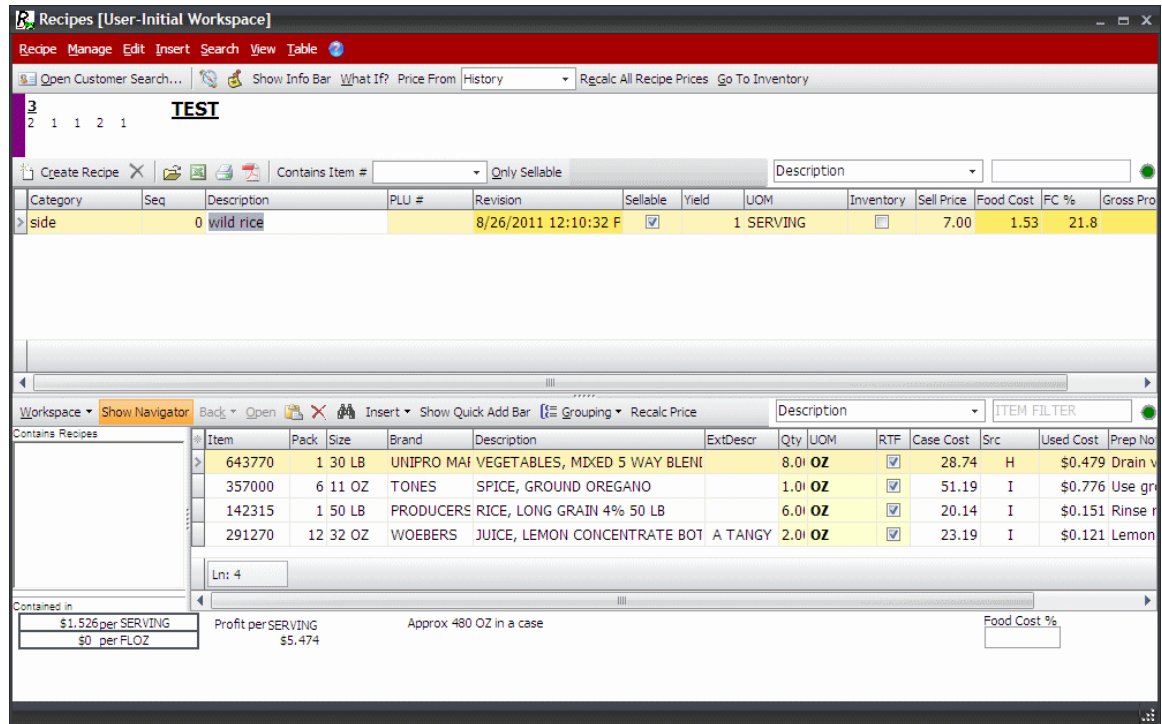 Recipes [User-Initial Workspace]
Recipe Manage Edit Insert Search View Table
Open Customer Search... Show Info Bar What If? Price From History Recalc All Recipe Prices Go To Inventory
3 TEST
2 1 1 2 1
Create Recipe Contains Item # Only Sellable Description
Category Seq Description PLU # Revision Sellable Yield UOM Inventory Sell Price Food Cost FC % Gross Pro
side 0 wild rice 8/26/2011 12:10:32 F 1 SERVING 7.00 1.53 21.8
Workspace Show Navigator Back Open Insert Show Quick Add Bar Grouping Recalc Price Description ITEM FILTER
Contains Recipes
Item Pack Size Brand Description ExtDescr Qty UOM RTF Case Cost Src Used Cost Prep No
643770 1 30 LB UNIPRO MAF VEGETABLES, MIXED 5 WAY BLEND 8.0 OZ 28.74 H $0.479 Drain v
357000 6 11 OZ TONES SPICE, GROUND OREGANO 1.0 OZ 51.19 I $0.776 Use gr
142315 1 50 LB PRODUCERS RICE, LONG GRAIN 4% 50 LB 6.0 OZ 20.14 I $0.151 Rinse r
291270 12 32 OZ WOEBERS JUICE, LEMON CONCENTRATE BOT A TANGY 2.0 OZ 23.19 I $0.121 Lemon
Ln: 4
Contained in
$1.526 per SERVING Profit per SERVING Approx 480 OZ in a case Food Cost %
$0 per FLOZ $5.474